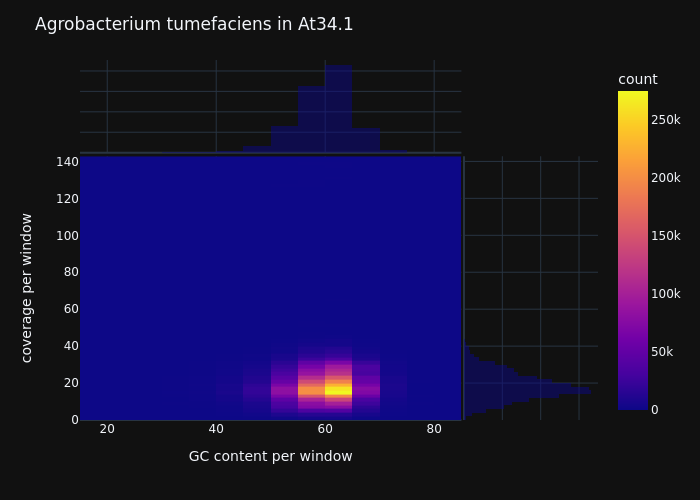 Agrobacterium tumefaciens in At34.1
count
250k
200k
150k
100k
50k
0
coverage per window
140
120
100
80
60
40
20
0
20
40
60
80
GC content per window